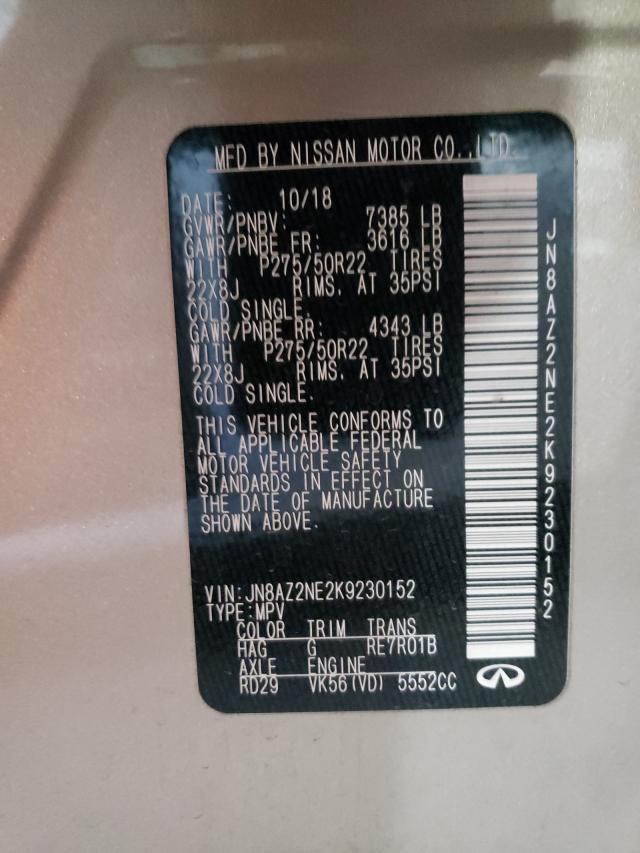 MFD BY NISSAN MOTOR CO.,LTD.
DATE: 10/18
GVWR/PNBV: 7385 LB
GAWR/PNBE FR: 3616 LB
WITH P275/50R22 TIRES
22X8J RIMS, AT 35PSI
COLD SINGLE.
GAWR/PNBE RR: 4343 LB
WITH P275/50R22 TIRES
22X8J RIMS, AT 35PSI
COLD SINGLE.
THIS VEHICLE CONFORMS TO
ALL APPLICABLE FEDERAL
MOTOR VEHICLE SAFETY
STANDARDS IN EFFECT ON
THE DATE OF MANUFACTURE
SHOWN ABOVE.
VIN:JN8AZ2NE2K9230152
TYPE:MPV
COLOR TRIM TRANS
HAG G RE7R01B
AXLE ENGINE
RD29 VK56(VD) 5552CC
JN8AZ2NE2K9230152